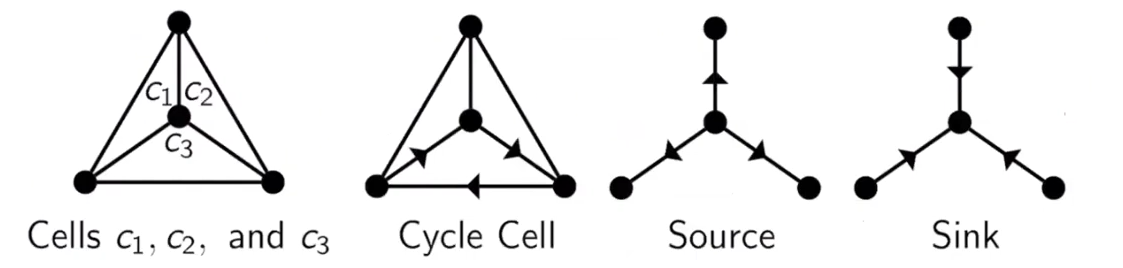 c₁ c₂
c₃
Cells c₁, c₂, and c₃
Cycle Cell
Source
Sink